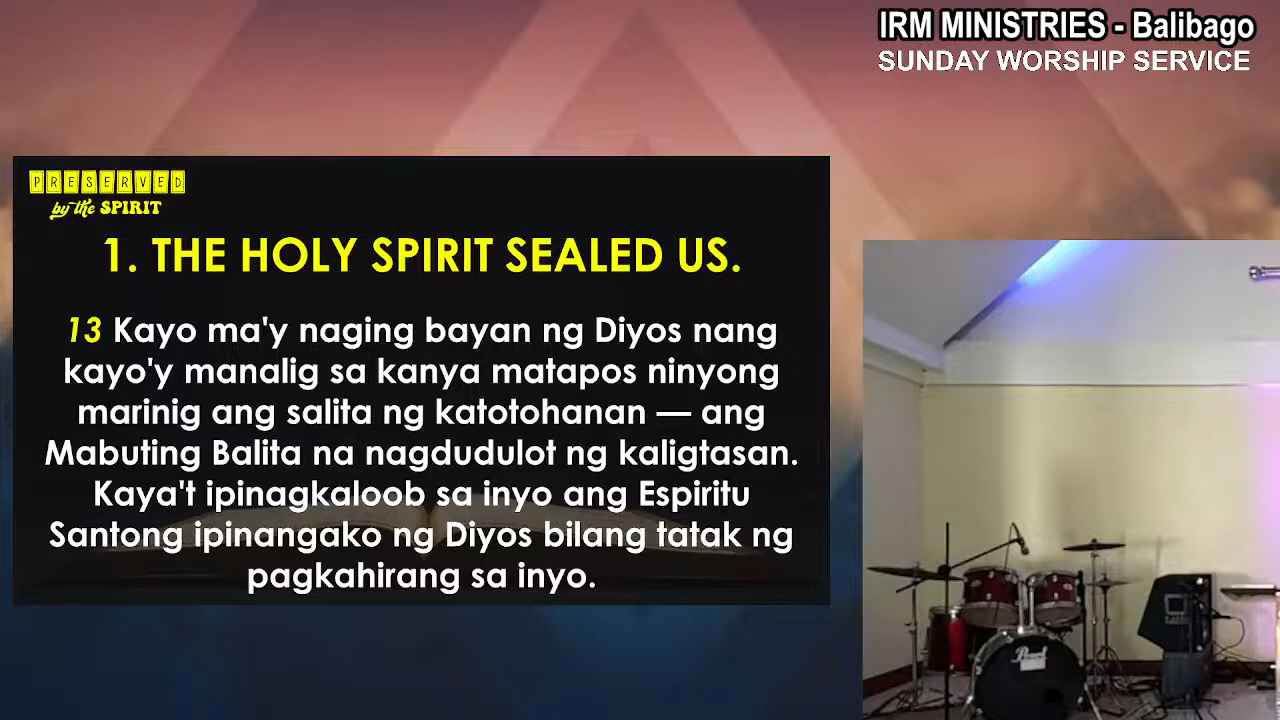 IRM MINISTRIES - Balibago
SUNDAY WORSHIP SERVICE
PRESERVED
by the SPIRIT
1. THE HOLY SPIRIT SEALED US.
13 Kayo ma'y naging bayan ng Diyos nang
kayo'y manalig sa kanya matapos ninyong
marinig ang salita ng katotohanan — ang
Mabuting Balita na nagdudulot ng kaligtasan.
Kaya't ipinagkaloob sa inyo ang Espiritu
Santong ipinangako ng Diyos bilang tatak ng
pagkahirang sa inyo.
Pearl